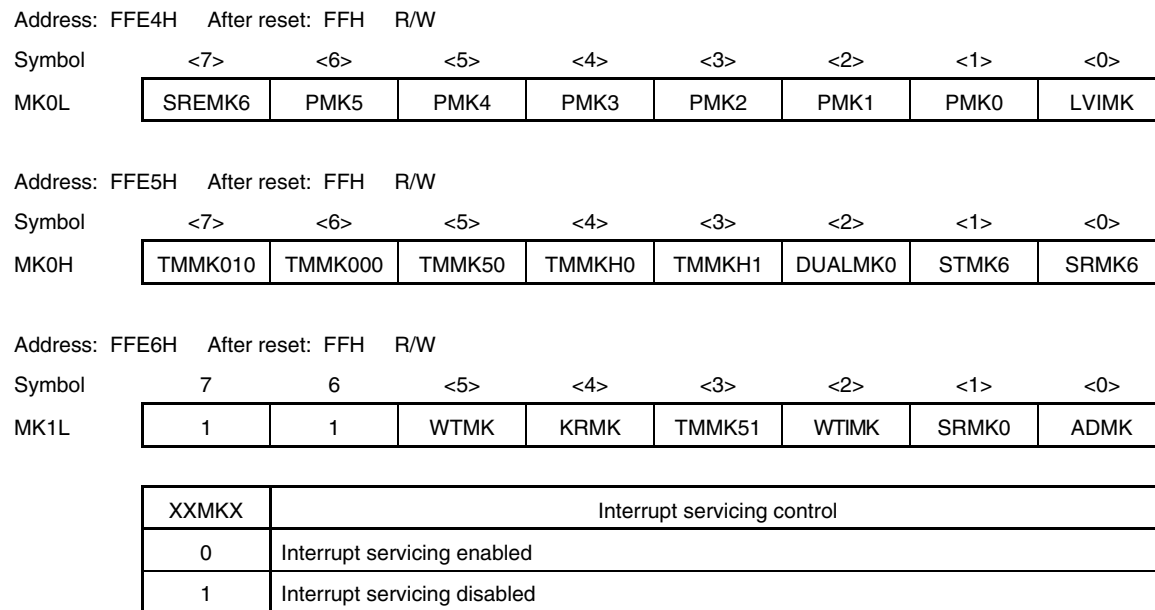 Address: FFE4H After reset: FFH R/W
Symbol <7> <6> <5> <4> <3> <2> <1> <0>
MK0L SREMK6 PMK5 PMK4 PMK3 PMK2 PMK1 PMK0 LVIMK
Address: FFE5H After reset: FFH R/W
Symbol <7> <6> <5> <4> <3> <2> <1> <0>
MK0H TMMK010 TMMK000 TMMK50 TMMKH0 TMMKH1 DUALMK0 STMK6 SRMK6
Address: FFE6H After reset: FFH R/W
Symbol 7 6 <5> <4> <3> <2> <1> <0>
MK1L 1 1 WTMK KRMK TMMK51 WTIMK SRMK0 ADMK
XXMKX Interrupt servicing control
0 Interrupt servicing enabled
1 Interrupt servicing disabled